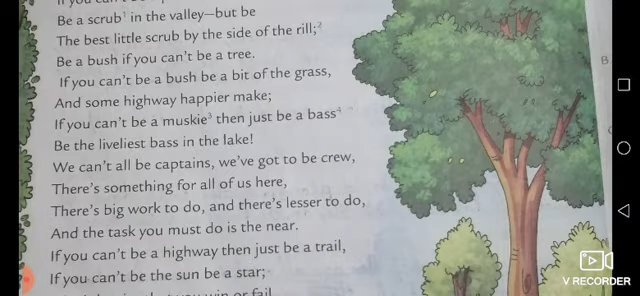 Be a scrub¹ in the valley—but be
The best little scrub by the side of the rill;²
Be a bush if you can't be a tree.
If you can't be a bush be a bit of the grass,
And some highway happier make;
If you can't be a muskie³ then just be a bass⁴
Be the liveliest bass in the lake!
We can't all be captains, we've got to be crew,
There's something for all of us here,
There's big work to do, and there's lesser to do,
And the task you must do is the near.
If you can't be a highway then just be a trail,
If you can't be the sun be a star;
win or fail
B
V RECORDER